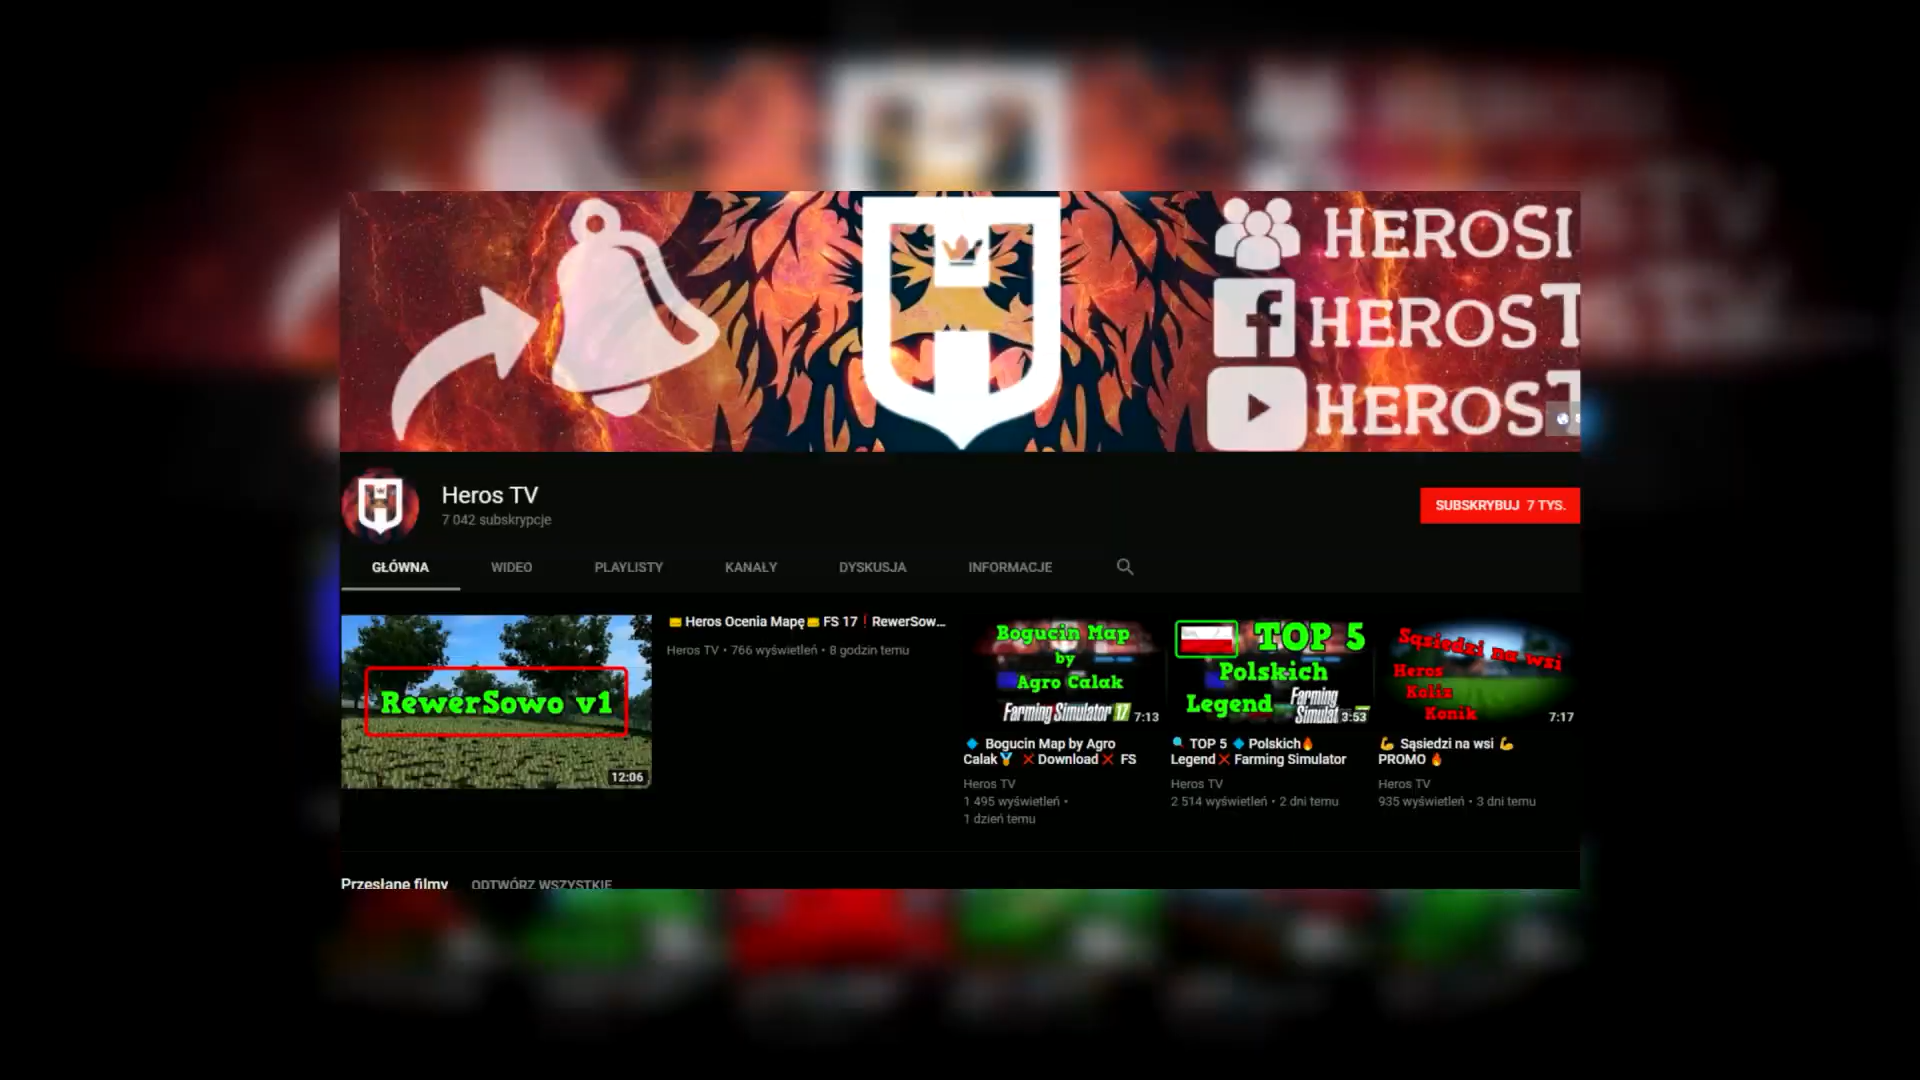 HEROSI
HEROST
HEROST
Heros TV
7 042 subskrypcje
SUBSKRYBUJ 7 TYS.
GŁÓWNA
WIDEO
PLAYLISTY
KANAŁY
DYSKUSJA
INFORMACJE
RewerSowo v1
12:06
Heros Ocenia Mapę FS 17❗RewerSow...
Heros TV • 766 wyświetleń • 8 godzin temu
Bogucin Map
by
Agro Calak
Farming Simulator 17
7:13
Bogucin Map by Agro
Calak ❌Download❌ FS
Heros TV
1 495 wyświetleń •
1 dzień temu
TOP 5
Polskich
Legend
Farming
Simulat
3:53
TOP 5 Polskich
Legend❌Farming Simulator
Heros TV
2 514 wyświetleń • 2 dni temu
Sąsiedzi na wsi
Heros
Kaliz
Konik
7:17
Sąsiedzi na wsi
PROMO
Heros TV
935 wyświetleń • 3 dni temu
Przesłane filmy
ODTWÓRZ WSZYSTKIE